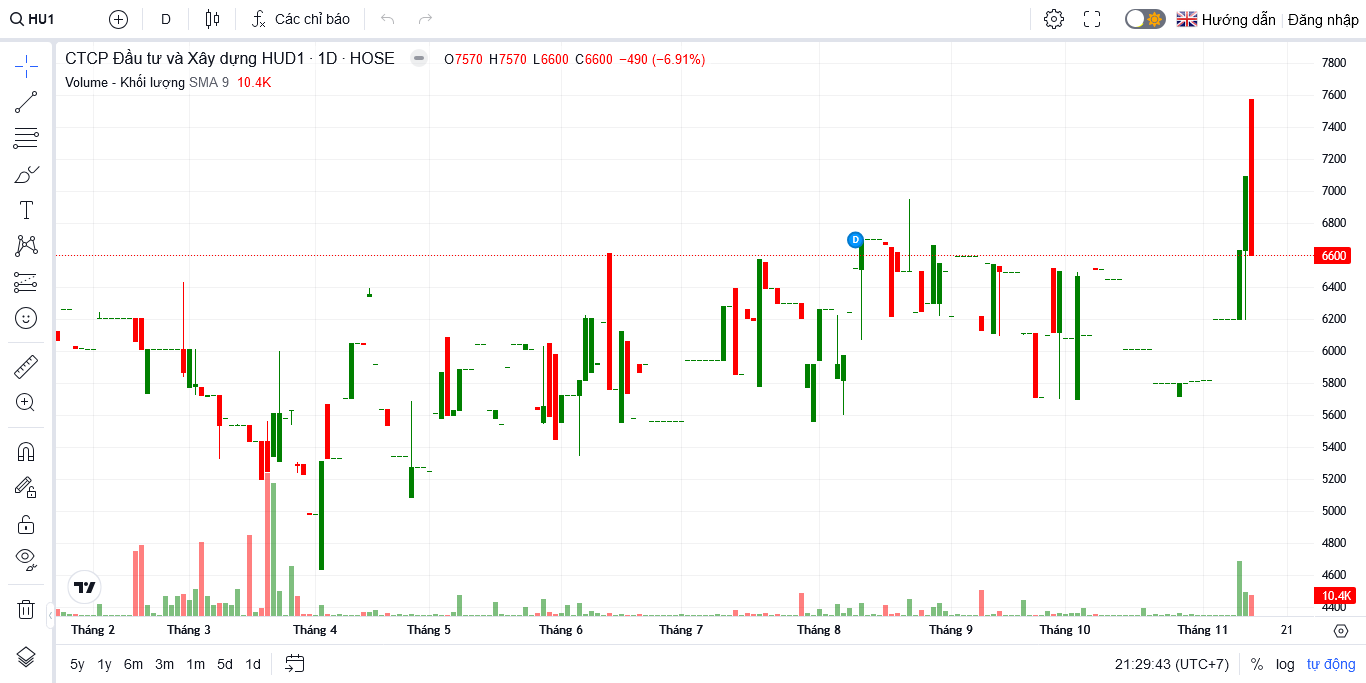 HU1
D
Các chỉ báo
Hướng dẫn
Đăng nhập
CTCP Đầu tư và Xây dựng HUD1 · 1D · HOSE
O7570 H7570 L6600 C6600 −490 (−6.91%)
Volume - Khối lượng SMA 9 10.4K
7800
7600
7400
7200
7000
6800
6600
6400
6200
6000
5800
5600
5400
5200
5000
4800
4600
10.4K
4400
D
Tháng 2
Tháng 3
Tháng 4
Tháng 5
Tháng 6
Tháng 7
Tháng 8
Tháng 9
Tháng 10
Tháng 11
21
5y 1y 6m 3m 1m 5d 1d
21:29:43 (UTC+7)
%
log
tự động